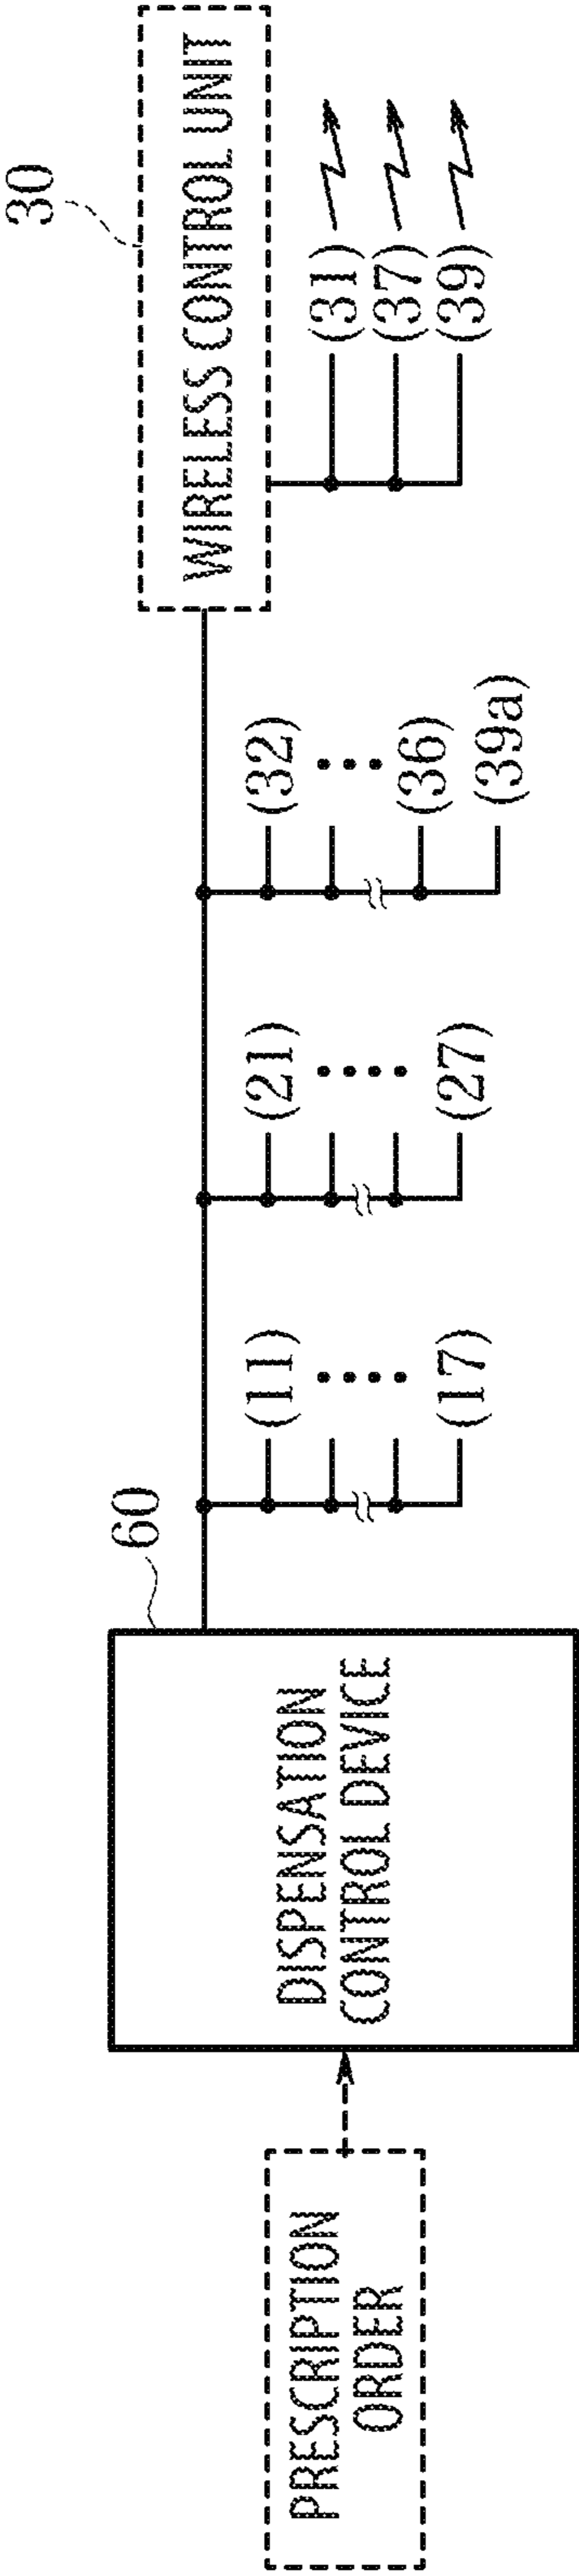 PRESCRIPTION
ORDER
DISPENSATION
CONTROL DEVICE
60
(11)
(17)
(21)
(27)
(32)
(36)
(39a)
WIRELESS CONTROL UNIT
30
(31)
(37)
(39)